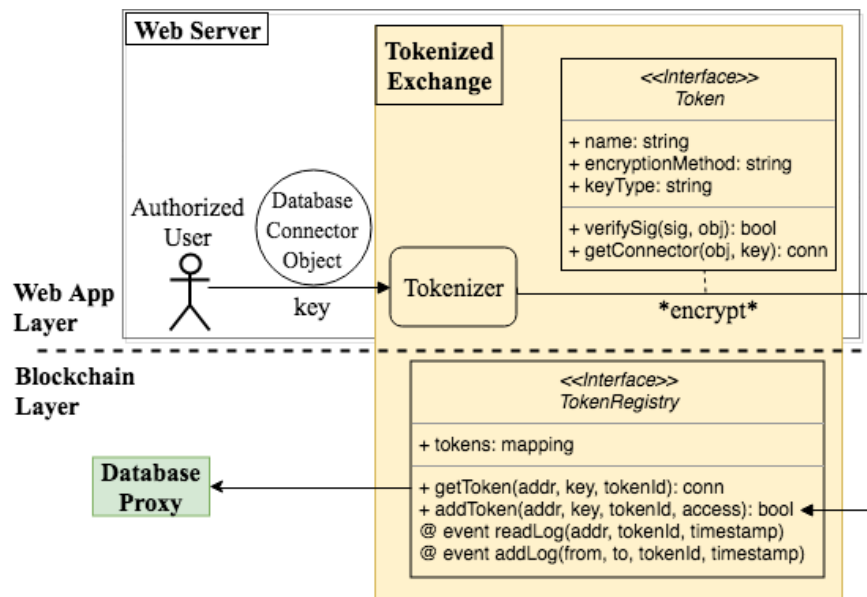 Web Server
Tokenized
Exchange
<<Interface>>
Token
+ name: string
+ encryptionMethod: string
+ keyType: string
+ verifySig(sig, obj): bool
+ getConnector(obj, key): conn
Authorized
User
Database
Connector
Object
key
Tokenizer
*encrypt*
Web App
Layer
Blockchain
Layer
<<Interface>>
TokenRegistry
+ tokens: mapping
+ getToken(addr, key, tokenId): conn
+ addToken(addr, key, tokenId, access): bool
@ event readLog(addr, tokenId, timestamp)
@ event addLog(from, to, tokenId, timestamp)
Database
Proxy